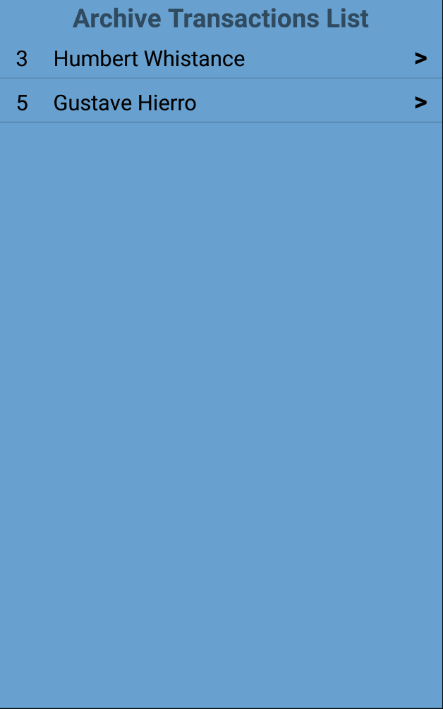 Archive Transactions List
3 Humbert Whistance >
5 Gustave Hierro >